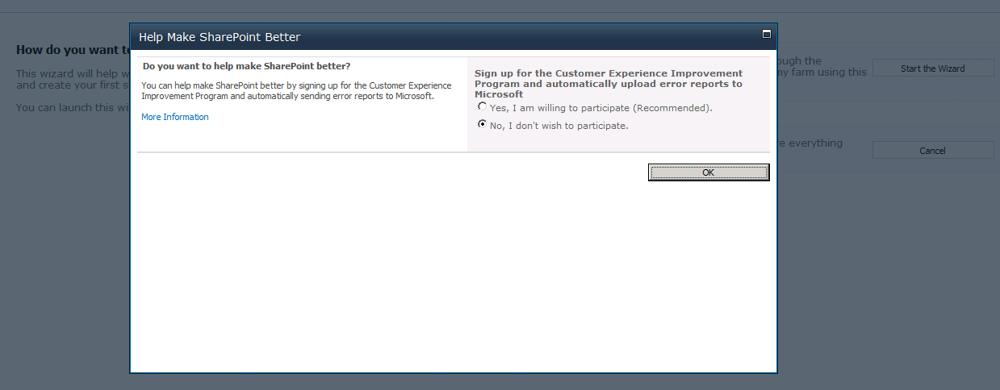 Help Make SharePoint Better
Do you want to help make SharePoint better?
You can help make SharePoint better by signing up for the Customer Experience
Improvement Program and automatically sending error reports to Microsoft.
More Information
Sign up for the Customer Experience Improvement
Program and automatically upload error reports to
Microsoft
Yes, I am willing to participate (Recommended).
No, I don't wish to participate.
OK
How do you want t
This wizard will help w
and create your first s
You can launch this wi
ough the
my farm using this
Start the Wizard
e everything
Cancel